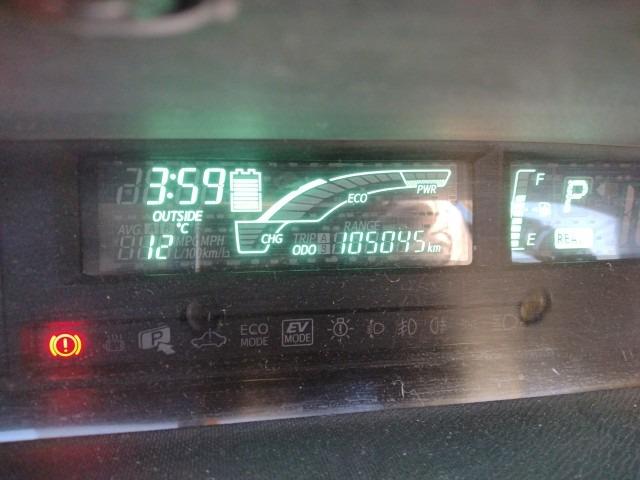 3:59
OUTSIDE
°C
12
AVG
MPG MPH
L/100km/h
CHG
ECO
PWR
RANGE
TRIP A
ODO B 105045 km
F
E
P
READY
P
ECO
MODE
EV
MODE